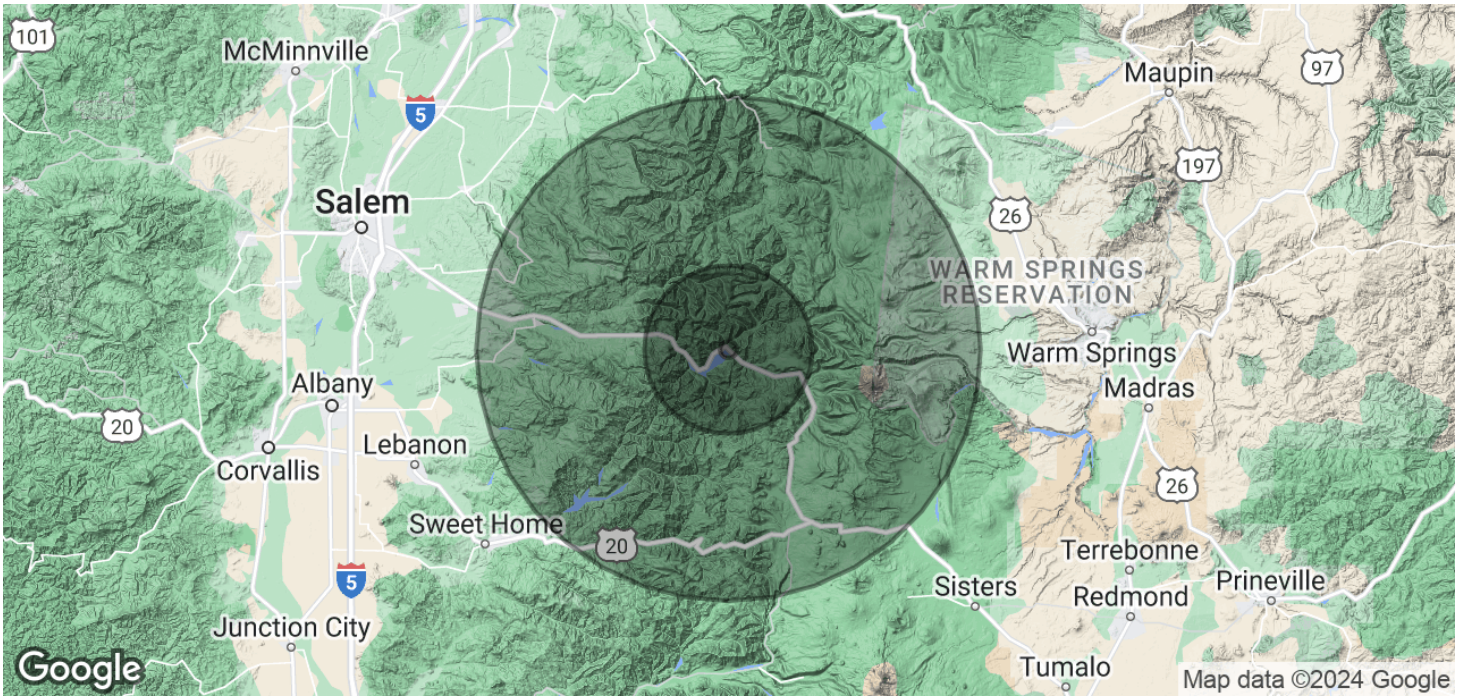 101
McMinnville
5
Maupin
97
197
Salem
26
WARM SPRINGS
RESERVATION
Warm Springs
Madras
Albany
20
Corvallis
Lebanon
26
Sweet Home
20
5
Terrebonne
Prineville
Sisters
Redmond
Junction City
Tumalo
Google
Map data ©2024 Google